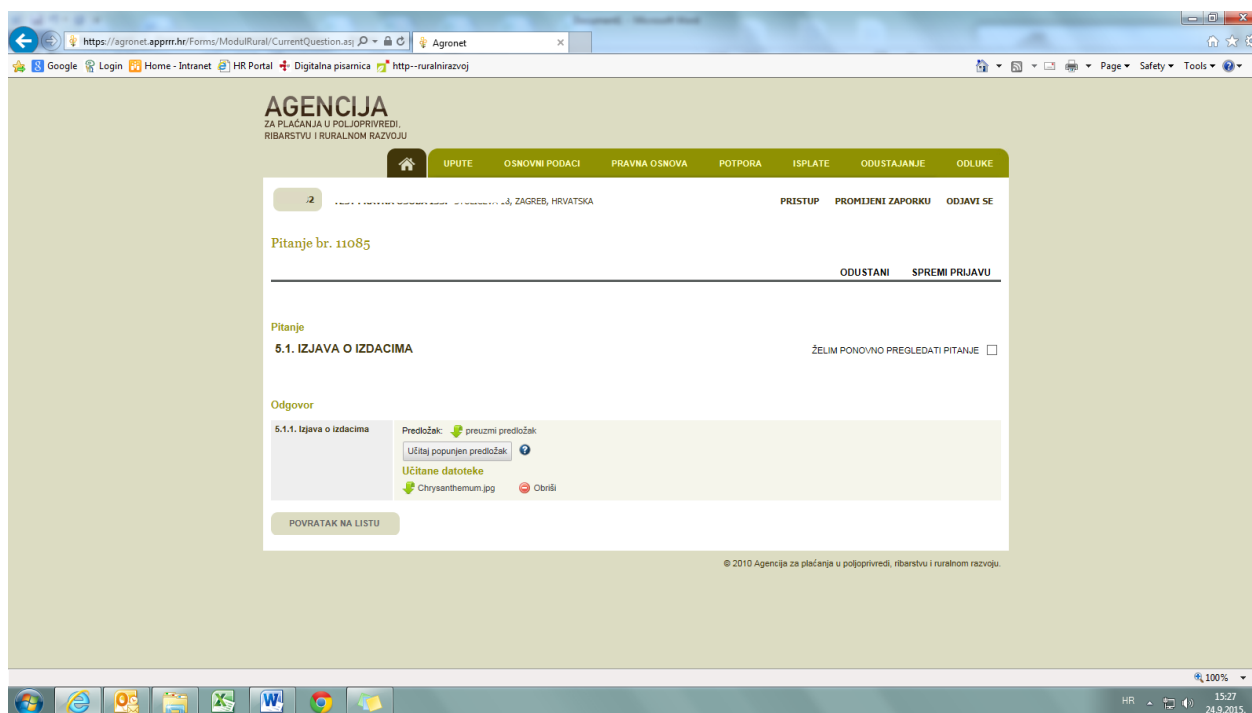 https://agronet.apprrr.hr/Forms/ModulRural/CurrentQuestion.as
Agronet
Google Login Home - Intranet HR Portal Digitalna pisarnica http--ruralnirazvoj
Page Safety Tools
AGENCIJA
ZA PLAĆANJA U POLJOPRIVREDI,
RIBARSTVU I RURALNOM RAZVOJU
UPUTE OSNOVNI PODACI PRAVNA OSNOVA POTPORA ISPLATE ODUSTAJANJE ODLUKE
ZAGREB, HRVATSKA
PRISTUP PROMIJENI ZAPORKU ODJAVI SE
Pitanje br. 11085
ODUSTANI SPREMI PRIJAVU
Pitanje
5.1. IZJAVA O IZDACIMA
ŽELIM PONOVNO PREGLEDATI PITANJE
Odgovor
5.1.1. Izjava o izdacima
Predložak: preuzmi predložak
Učitaj popunjen predložak
Učitane datoteke
Chrysanthemum.jpg Obriši
POVRATAK NA LISTU
© 2010 Agencija za plaćanja u poljoprivredi, ribarstvu i ruralnom razvoju.
100%
HR
15:27
24.9.2015.